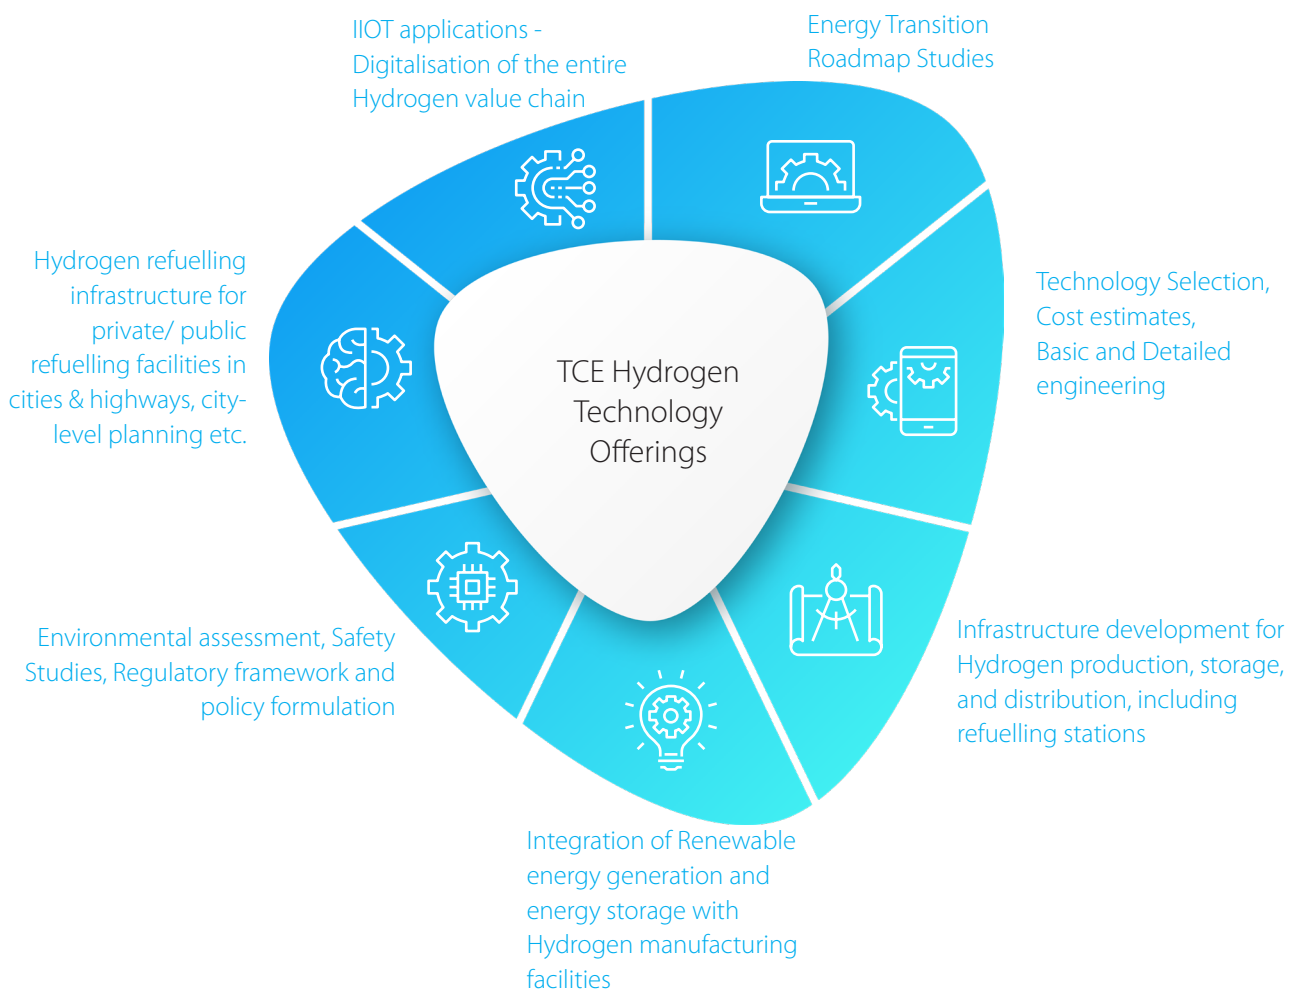 IIOT applications -
Digitalisation of the entire
Hydrogen value chain
Energy Transition
Roadmap Studies
Hydrogen refuelling
infrastructure for
private/ public
refuelling facilities in
cities & highways, city-
level planning etc.
Technology Selection,
Cost estimates,
Basic and Detailed
engineering
TCE Hydrogen
Technology
Offerings
Environmental assessment, Safety
Studies, Regulatory framework and
policy formulation
Infrastructure development for
Hydrogen production, storage,
and distribution, including
refuelling stations
Integration of Renewable
energy generation and
energy storage with
Hydrogen manufacturing
facilities